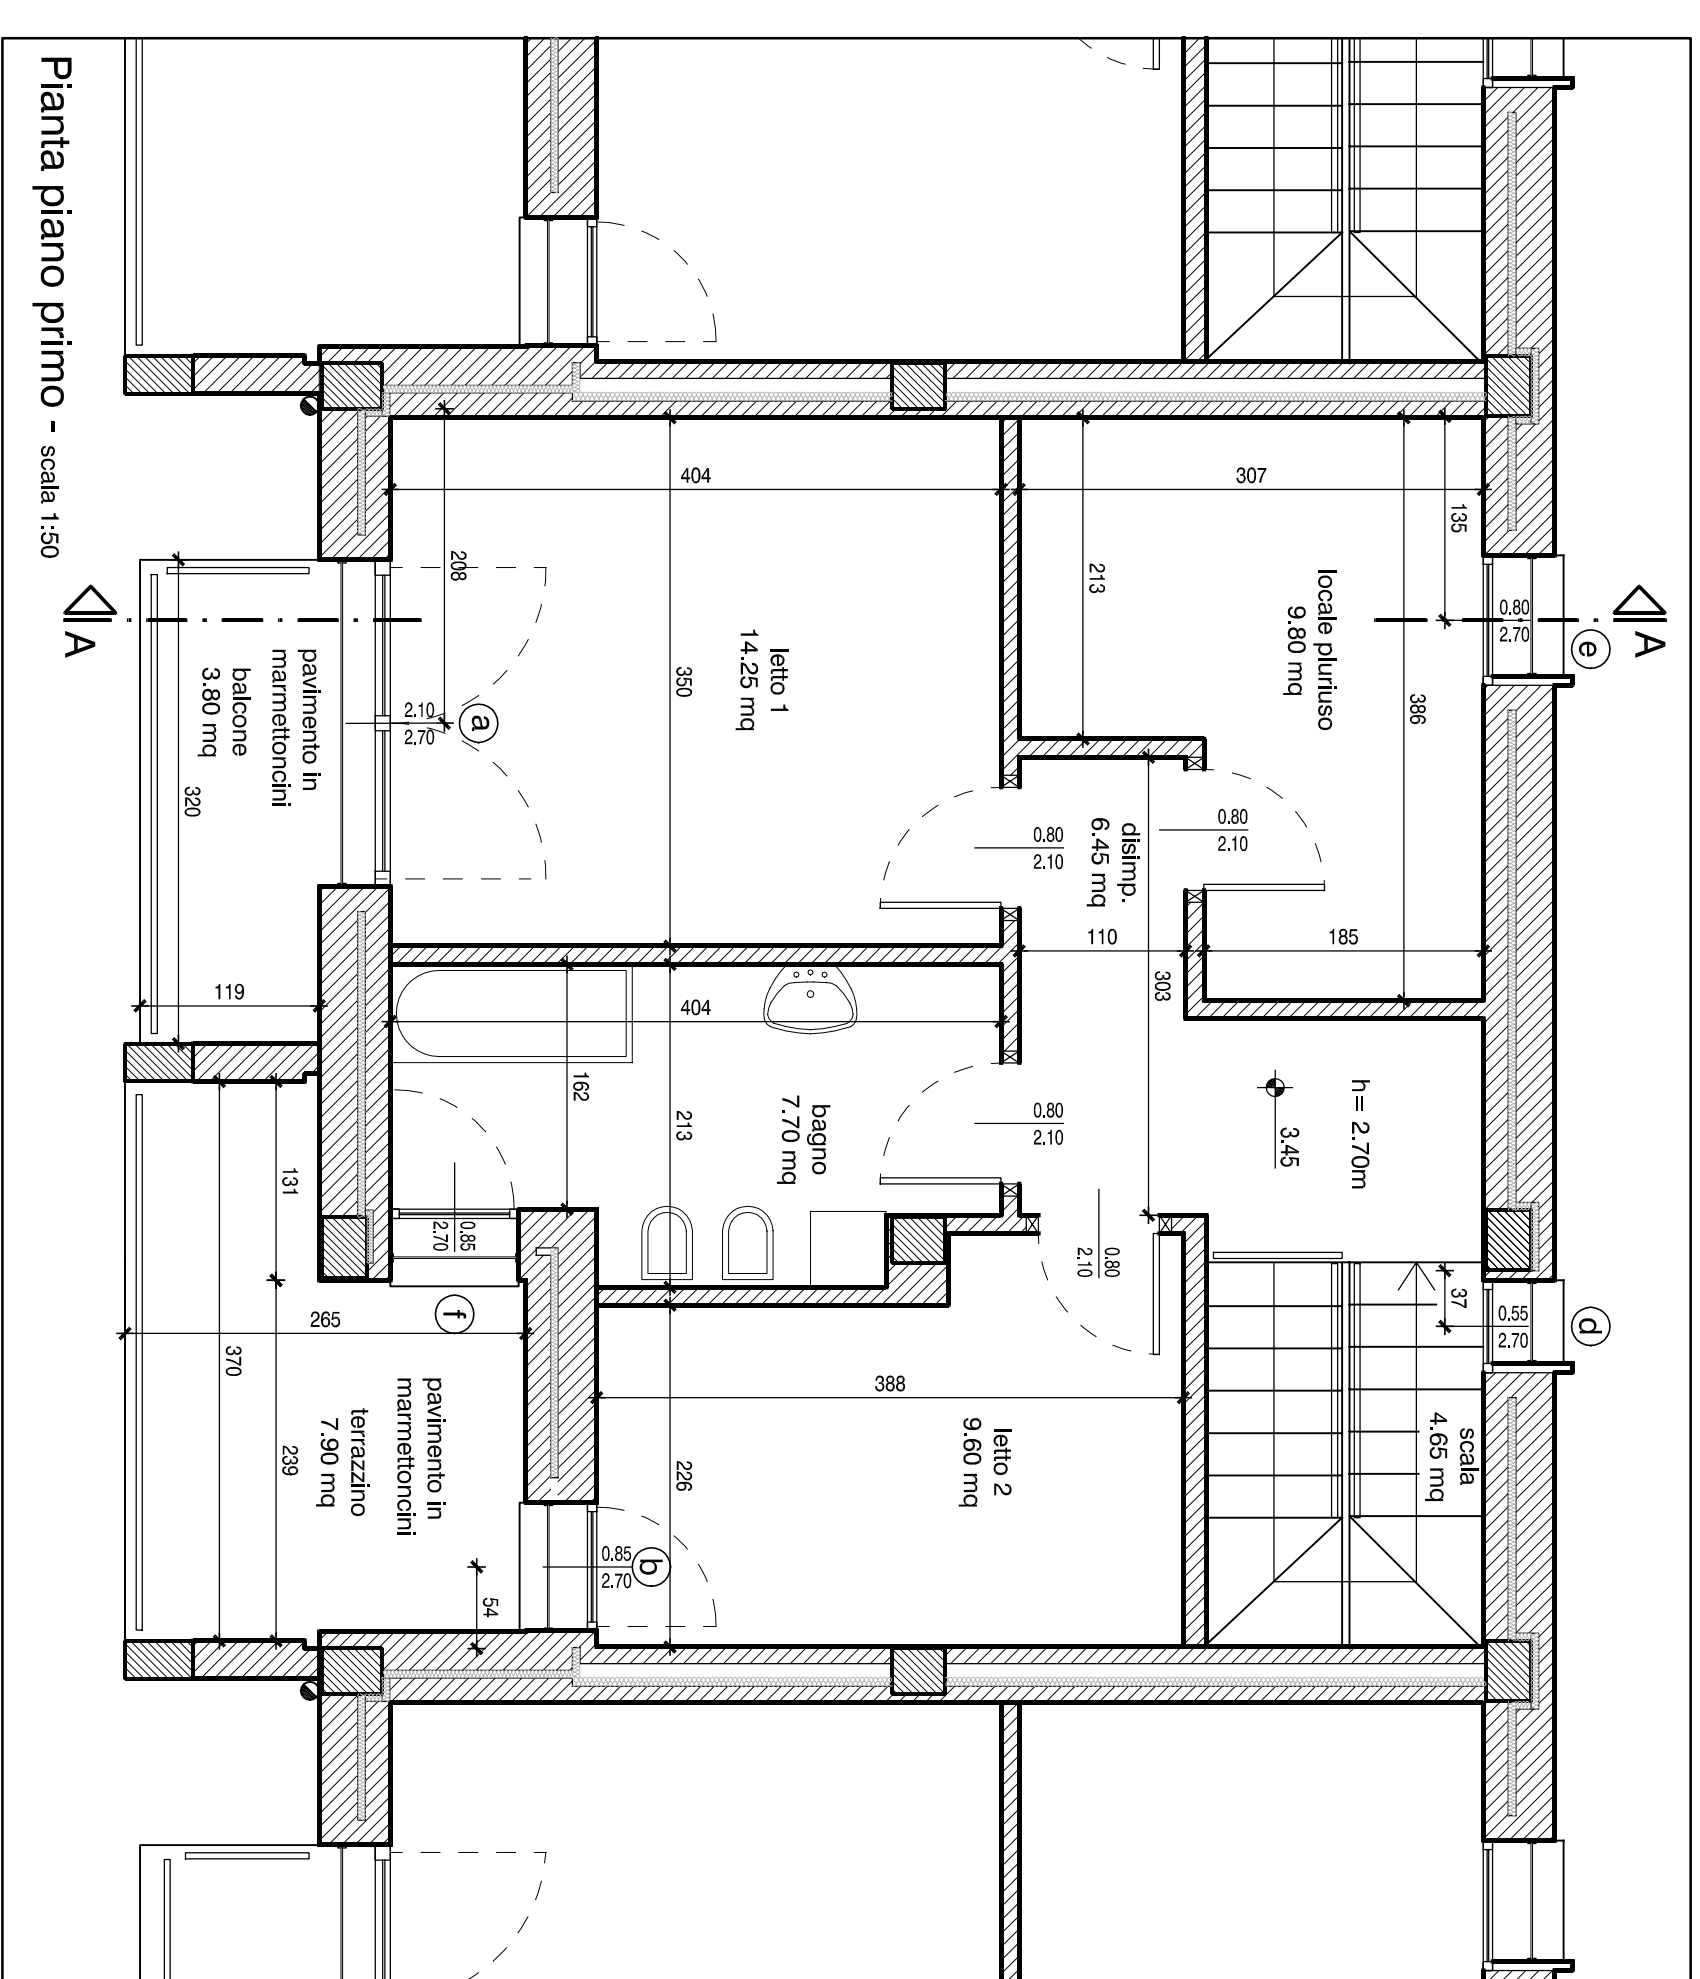 Pianta piano primo - scala 1:50
A
A
e
0.80
2.70
135
307
404
213
208
locale pluriuso
9.80 mq
386
letto 1
14.25 mq
350
a
2.10
2.70
pavimento in
marmettoncini
balcone
3.80 mq
320
119
0.80
2.10
0.80
2.10
disimp.
6.45 mq
110
185
303
404
162
213
bagno
7.70 mq
0.80
2.10
h= 2.70m
3.45
0.80
2.10
0.85
2.70
f
131
265
370
239
pavimento in
marmettoncini
terrazzino
7.90 mq
388
letto 2
9.60 mq
226
b
0.85
2.70
54
37
0.55
2.70
d
scala
4.65 mq